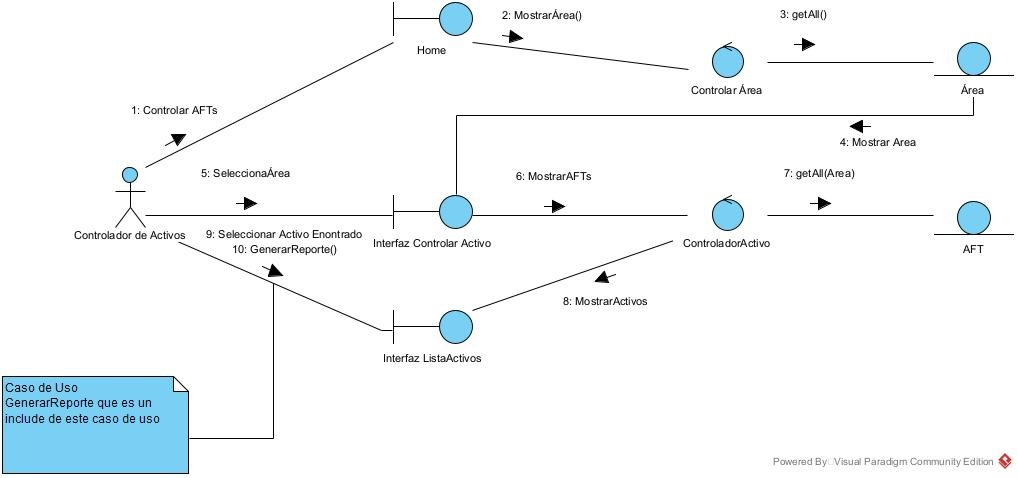 2: MostrarÁrea()
3: getAll()
Home
Controlar Área
Área
1: Controlar AFTs
4: Mostrar Area
5: SeleccionaÁrea
6: MostrarAFTs
7: getAll(Area)
Controlador de Activos
9: Seleccionar Activo Enontrado
10: GenerarReporte()
Interfaz Controlar Activo
ControladorActivo
AFT
8: MostrarActivos
Interfaz ListaActivos
Caso de Uso
GenerarReporte que es un
include de este caso de uso
Powered By Visual Paradigm Community Edition